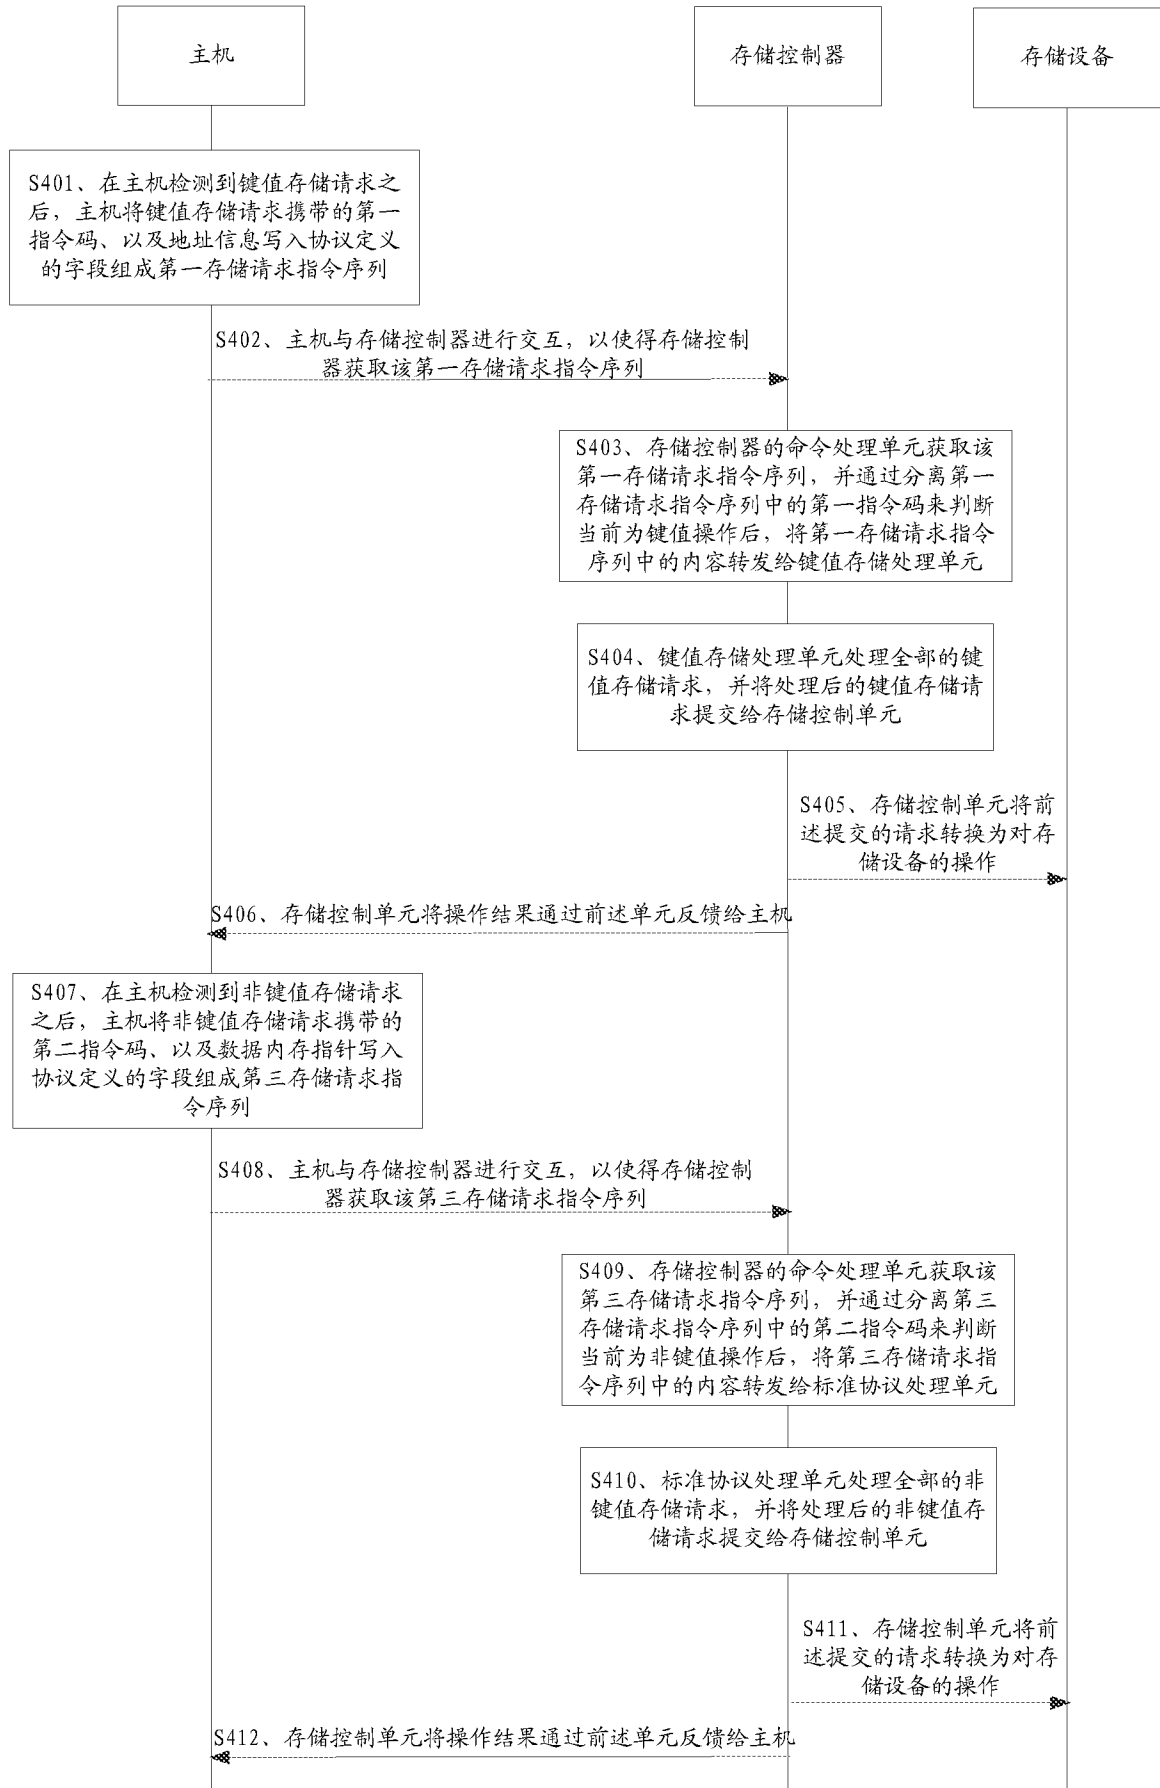 主机
存储控制器
存储设备
S401、在主机检测到键值存储请求之
后，主机将键值存储请求携带的第一
指令码、以及地址信息写入协议定义
的字段组成第一存储请求指令序列
S402、主机与存储控制器进行交互，以使得存储控制
器获取该第一存储请求指令序列
S403、存储控制器的命令处理单元获取该
第一存储请求指令序列，并通过分离第一
存储请求指令序列中的第一指令码来判断
当前为键值操作后，将第一存储请求指令
序列中的内容转发给键值存储处理单元
S404、键值存储处理单元处理全部的键
值存储请求，并将处理后的键值存储请
求提交给存储控制单元
S405、存储控制单元将前
述提交的请求转换为对存
储设备的操作
S406、存储控制单元将操作结果通过前述单元反馈给主机
S407、在主机检测到非键值存储请求
之后，主机将非键值存储请求携带的
第二指令码、以及数据内存指针写入
协议定义的字段组成第三存储请求指
令序列
S408、主机与存储控制器进行交互，以使得存储控制
器获取该第三存储请求指令序列
S409、存储控制器的命令处理单元获取该
第三存储请求指令序列，并通过分离第三
存储请求指令序列中的第二指令码来判断
当前为非键值操作后，将第三存储请求指
令序列中的内容转发给标准协议处理单元
S410、标准协议处理单元处理全部的非
键值存储请求，并将处理后的非键值存
储请求提交给存储控制单元
S411、存储控制单元将前
述提交的请求转换为对存
储设备的操作
S412、存储控制单元将操作结果通过前述单元反馈给主机